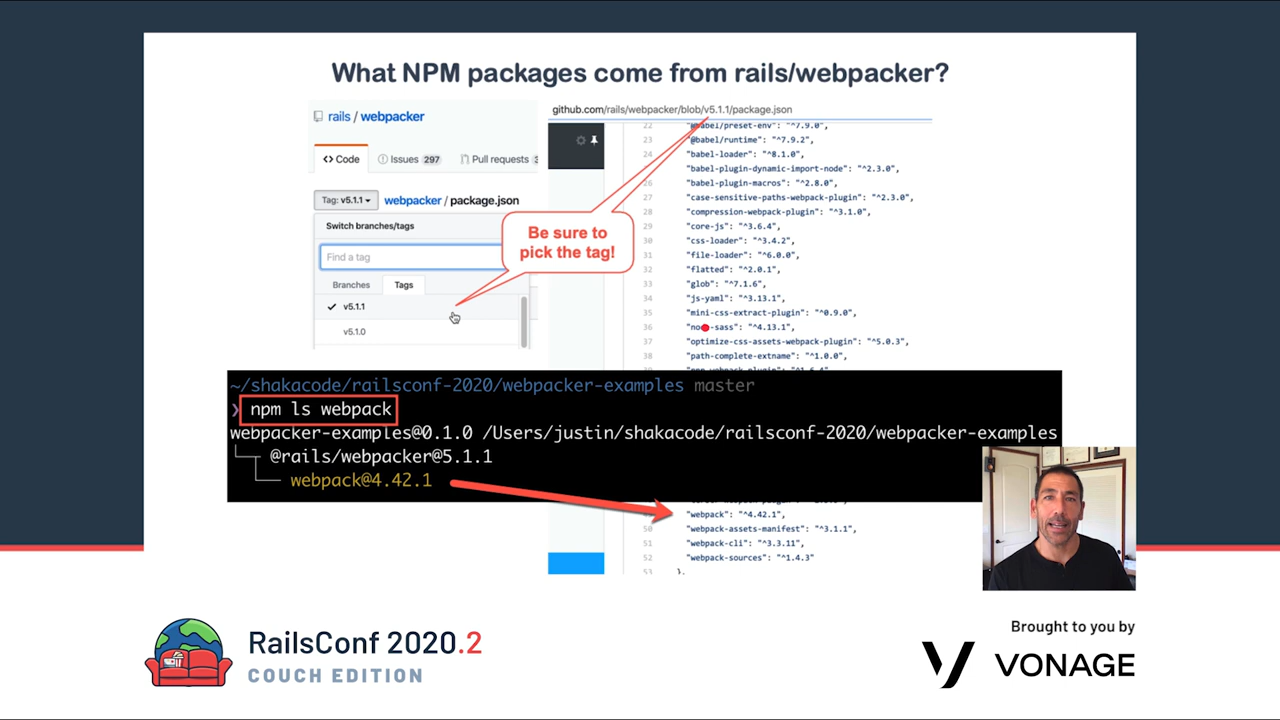 What NPM packages come from rails/webpacker?
rails / webpacker
Code
Issues 297
Pull requests
Tag: v5.1.1
webpacker / package.json
Switch branches/tags
Find a tag
Branches
Tags
v5.1.1
v5.1.0
Be sure to
pick the tag!
github.com/rails/webpacker/blob/v5.1.1/package.json
22 "@babel/preset-env": "^7.9.0",
23 "@babel/runtime": "^7.9.2",
24 "babel-loader": "^8.1.0",
"babel-plugin-dynamic-import-node": "^2.3.0",
26 "babel-plugin-macros": "^2.8.0",
27 "case-sensitive-paths-webpack-plugin": "^2.3.0",
28 "compression-webpack-plugin": "^3.1.0",
29 "core-js": "^3.6.4",
30 "css-loader": "^3.4.2",
31 "file-loader": "^6.0.0",
32 "flatted": "^2.0.1",
33 "glob": "^7.1.6",
34 "js-yaml": "^3.13.1",
35 "mini-css-extract-plugin": "^0.9.0",
36 "node-sass": "^4.13.1",
37 "optimize-css-assets-webpack-plugin": "^5.0.3",
38 "path-complete-extname": "^1.0.0",
~/shakacode/railsconf-2020/webpacker-examples master
❯ npm ls webpack
webpacker-examples@0.1.0 /Users/justin/shakacode/railsconf-2020/webpacker-examples
└─┬ @rails/webpacker@5.1.1
└── webpack@4.42.1
"webpack": "^4.42.1",
50 "webpack-assets-manifest": "^3.1.1",
51 "webpack-cli": "^3.3.11",
52 "webpack-sources": "^1.4.3"
53 },
RailsConf 2020.2
COUCH EDITION
Brought to you by
VONAGE